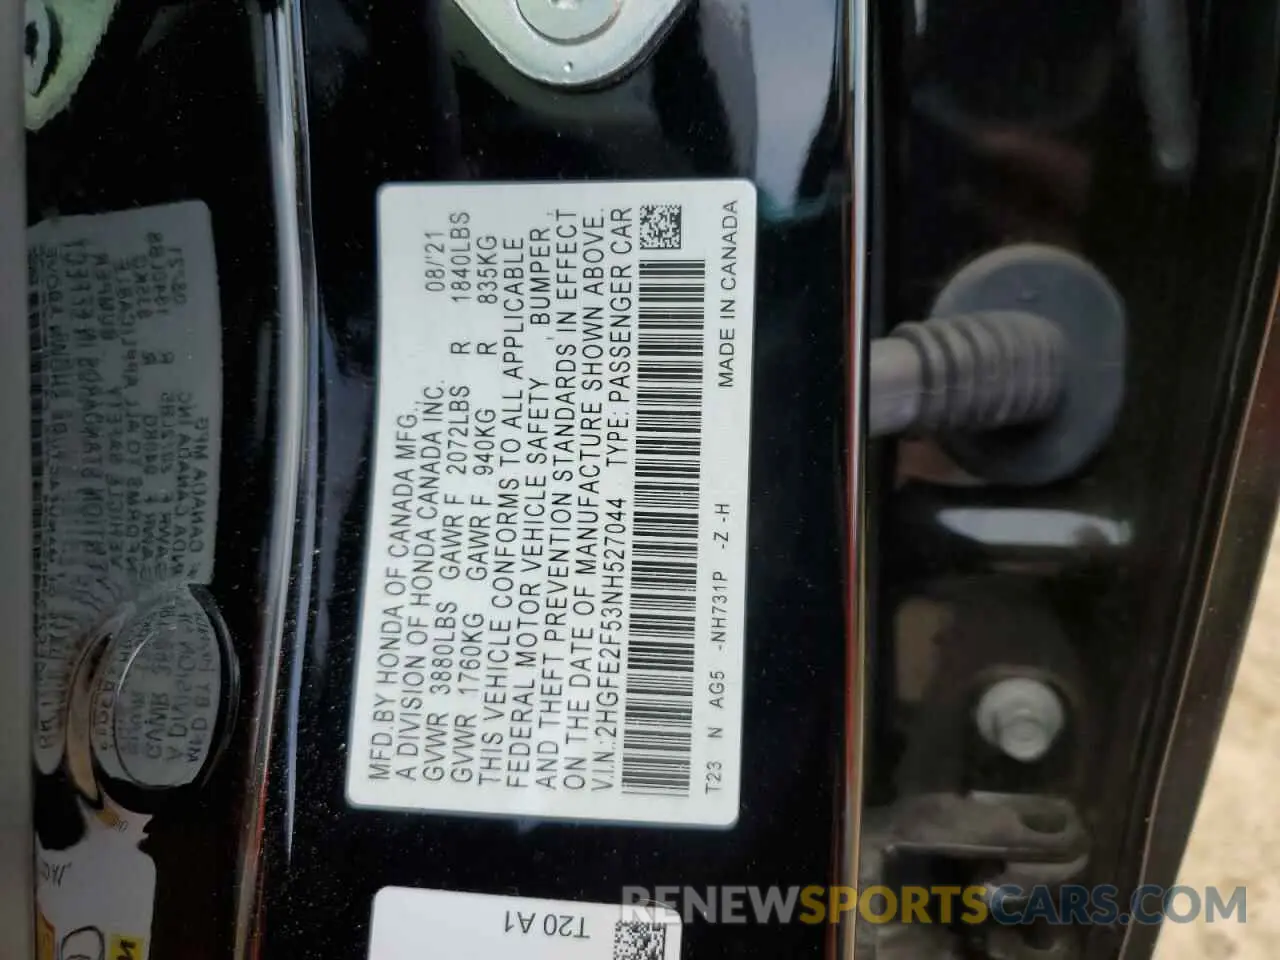 MFD.BY HONDA OF CANADA MFG., 08/'21
A DIVISION OF HONDA CANADA INC.
GVWR 3880LBS GAWR F 2072LBS R 1840LBS
GVWR 1760KG GAWR F 940KG R 835KG
THIS VEHICLE CONFORMS TO ALL APPLICABLE
FEDERAL MOTOR VEHICLE SAFETY, BUMPER,
AND THEFT PREVENTION STANDARDS IN EFFECT
ON THE DATE OF MANUFACTURE SHOWN ABOVE.
V.I.N.:2HGFE2F53NH527044 TYPE: PASSENGER CAR
T23 N AG5 -NH731P -Z -H MADE IN CANADA
T20 A1
RENEWSPORTSCARS.COM